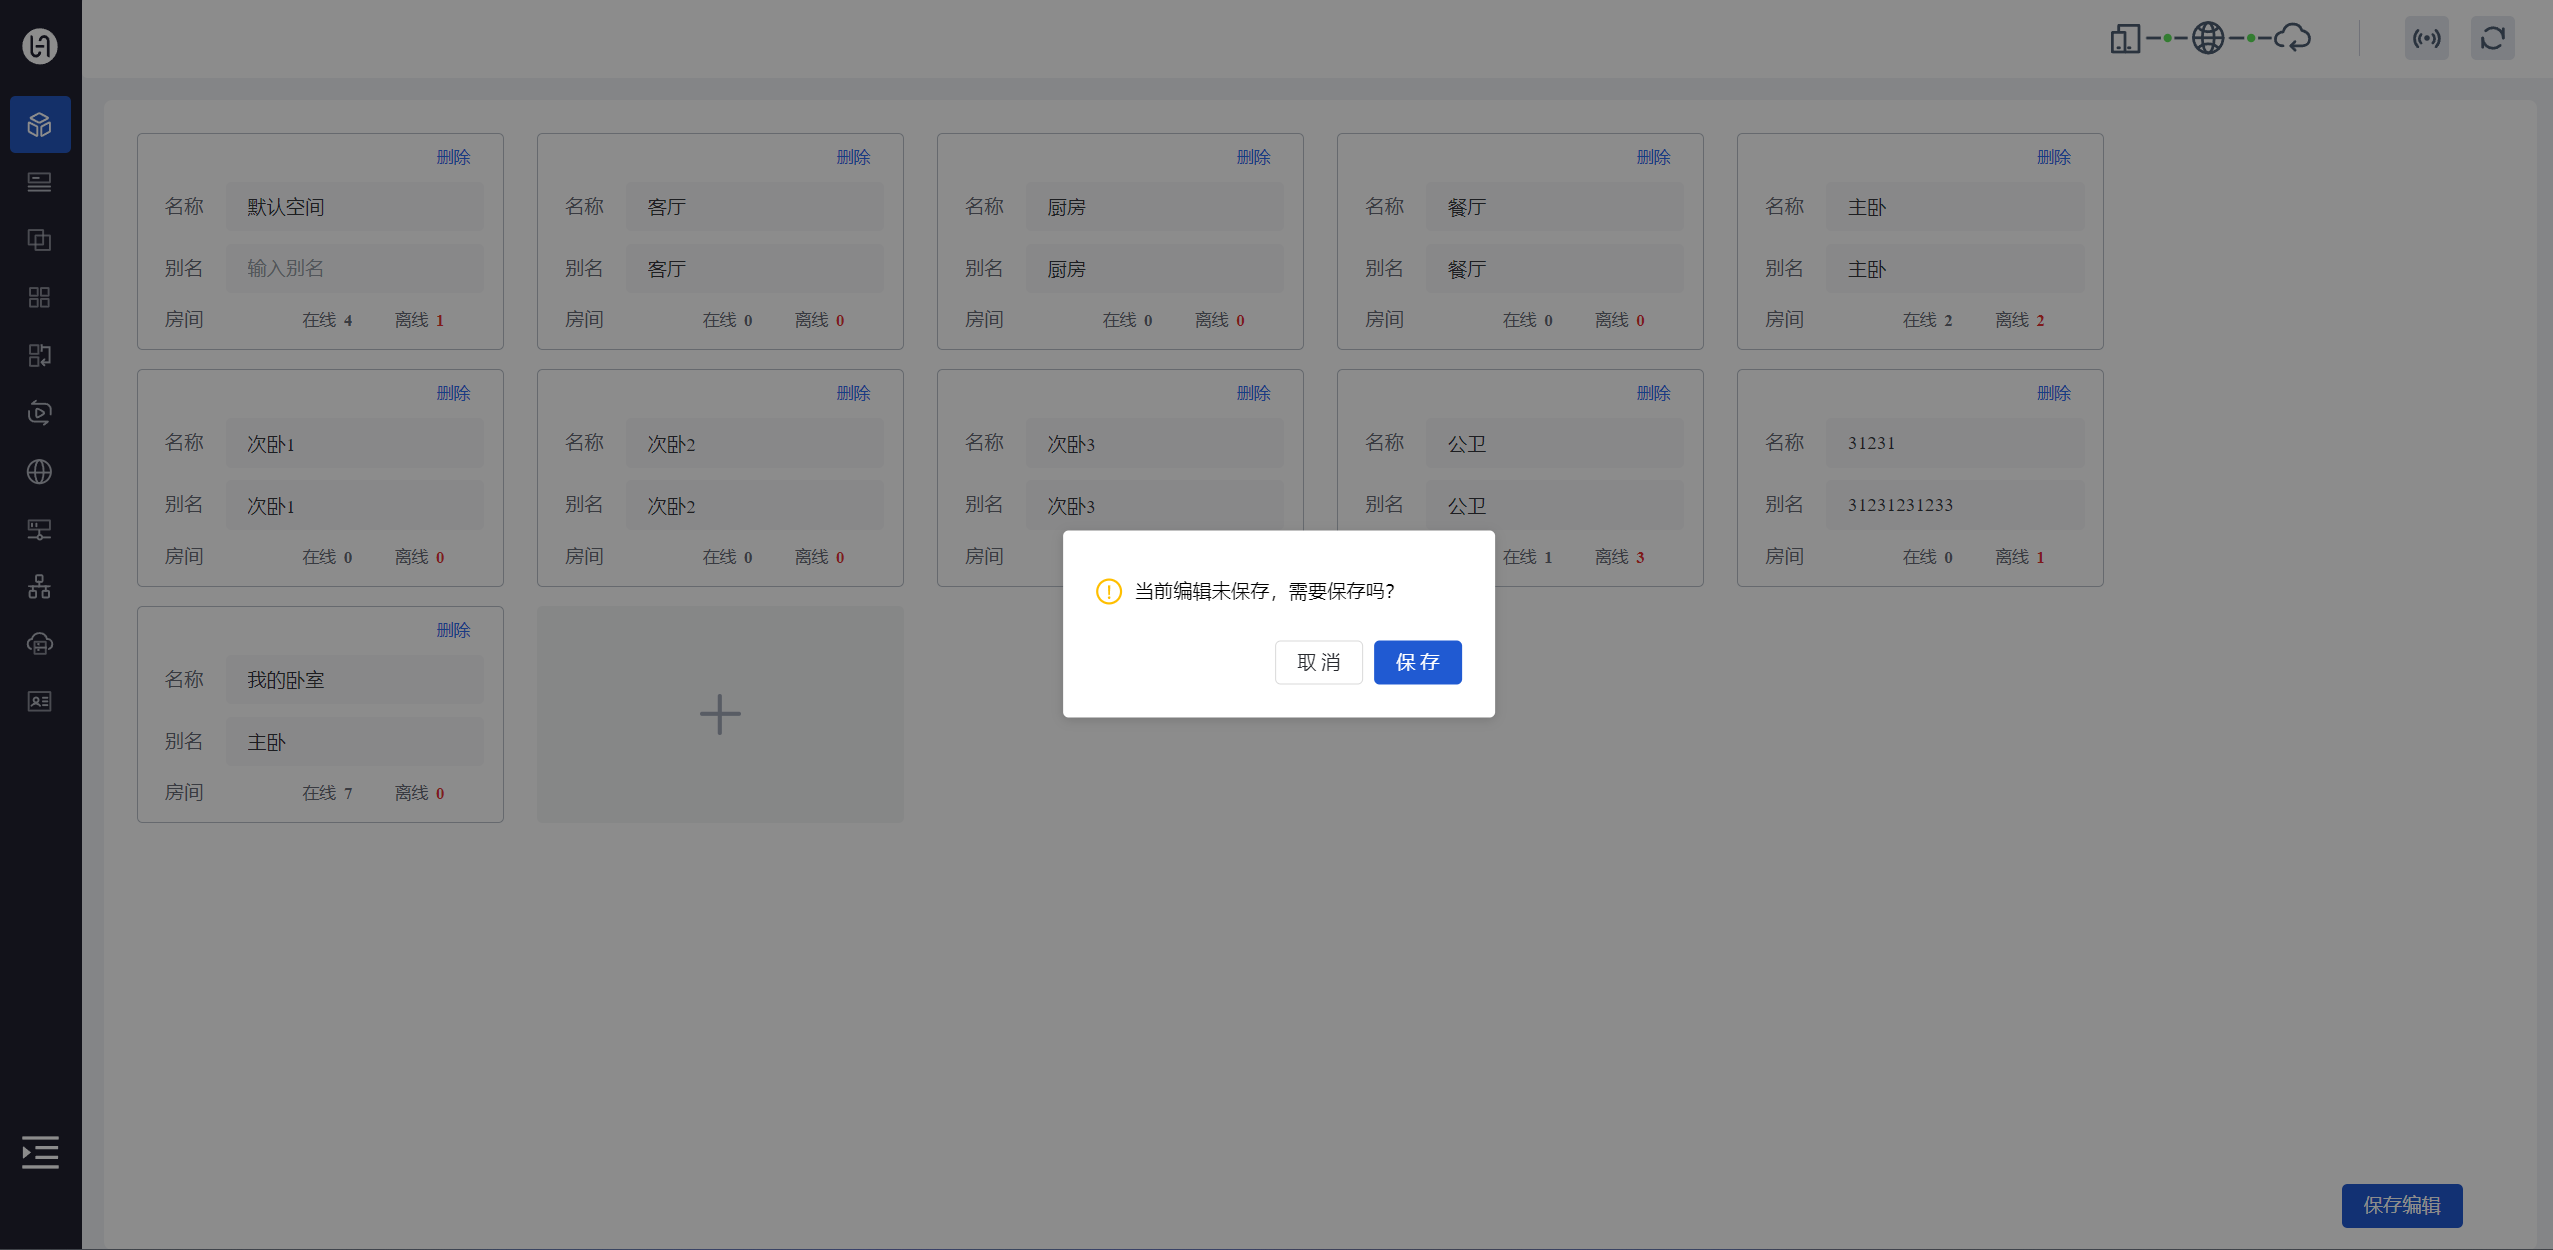 删除
名称 默认空间
别名 输入别名
房间 在线 4 离线 1
删除
名称 客厅
别名 客厅
房间 在线 0 离线 0
删除
名称 厨房
别名 厨房
房间 在线 0 离线 0
删除
名称 餐厅
别名 餐厅
房间 在线 0 离线 0
删除
名称 主卧
别名 主卧
房间 在线 2 离线 2
删除
名称 次卧1
别名 次卧1
房间 在线 0 离线 0
删除
名称 次卧2
别名 次卧2
房间 在线 0 离线 0
删除
名称 次卧3
别名 次卧3
房间
删除
名称 公卫
别名 公卫
在线 1 离线 3
删除
名称 31231
别名 31231231233
房间 在线 0 离线 1
删除
名称 我的卧室
别名 主卧
房间 在线 7 离线 0
当前编辑未保存，需要保存吗？
取 消 保 存
保存编辑